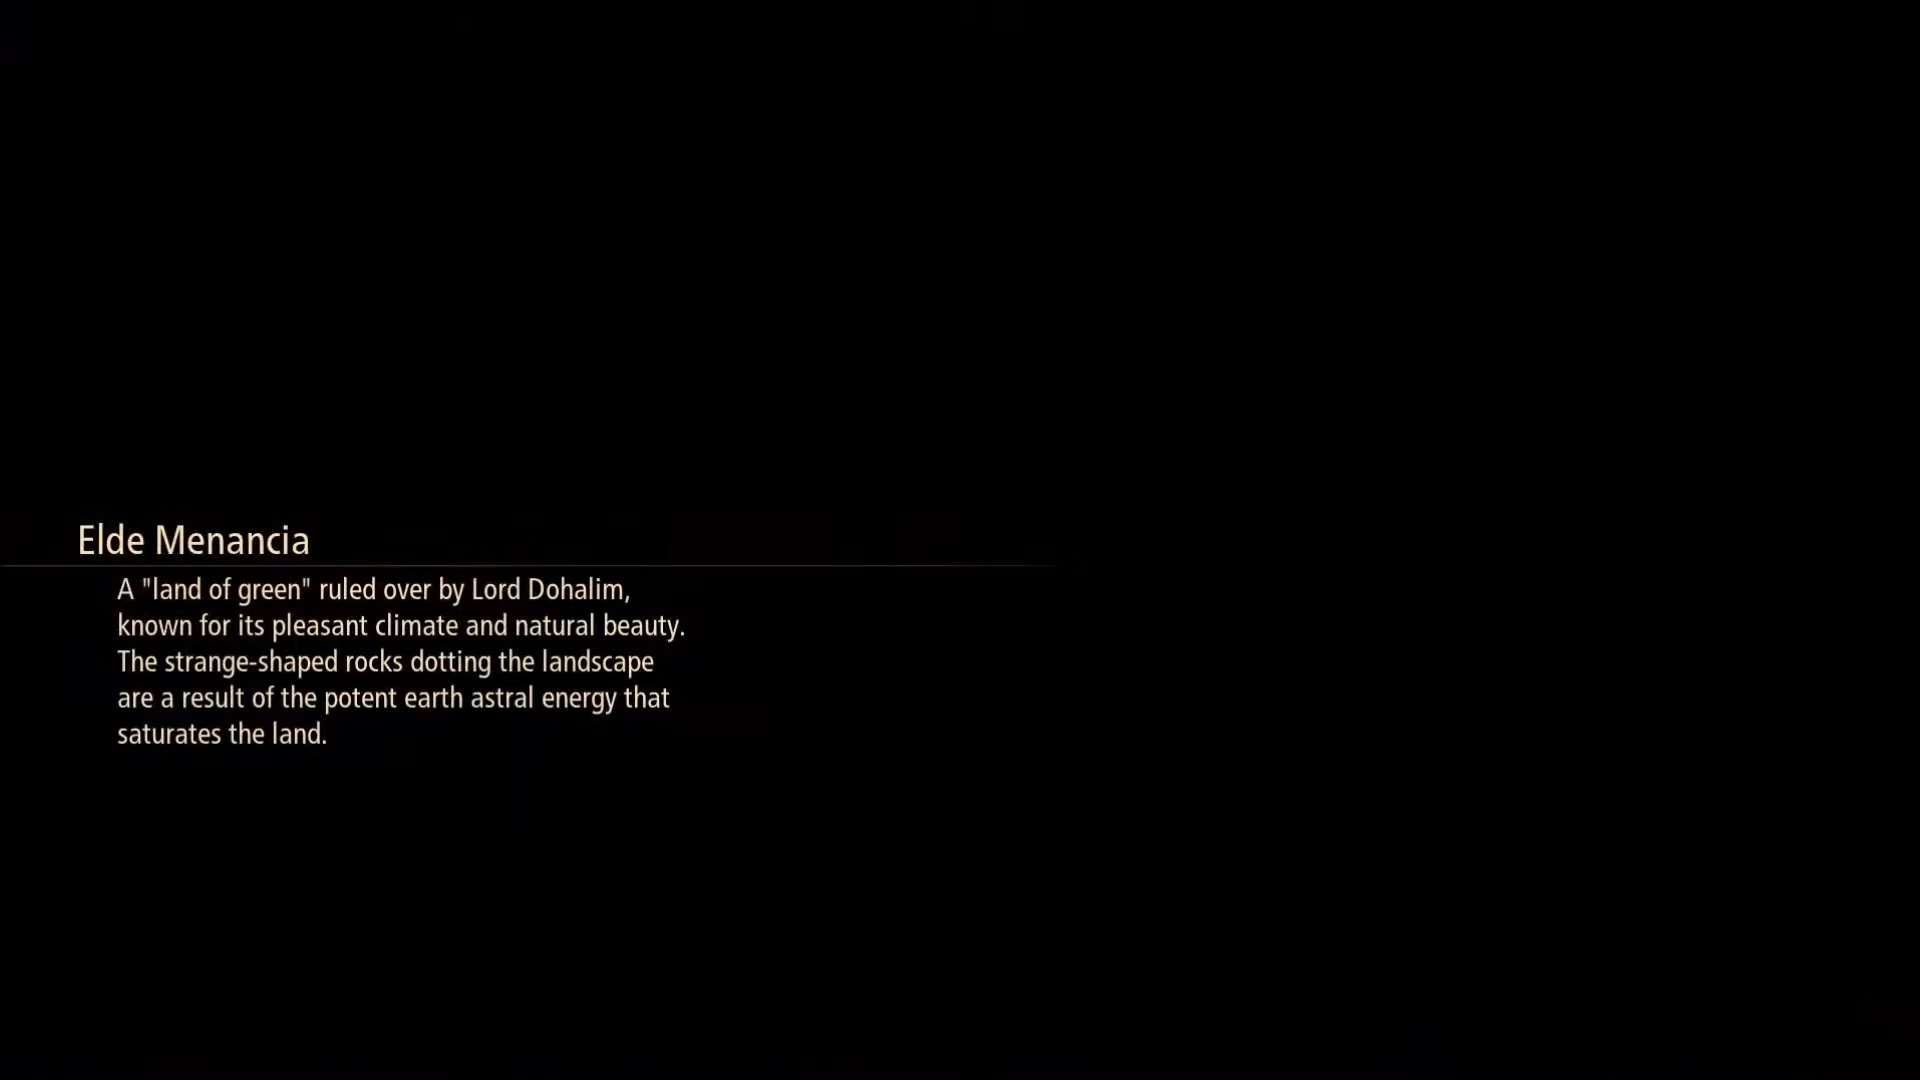 Elde Menancia
A "land of green" ruled over by Lord Dohalim,
known for its pleasant climate and natural beauty.
The strange-shaped rocks dotting the landscape
are a result of the potent earth astral energy that
saturates the land.